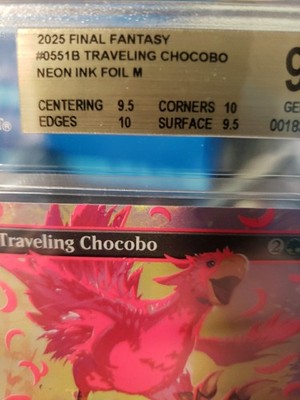 2025 FINAL FANTASY
#0551B TRAVELING CHOCOBO
NEON INK FOIL M
CENTERING 9.5 CORNERS 10
EDGES 10 SURFACE 9.5
Traveling Chocobo 2